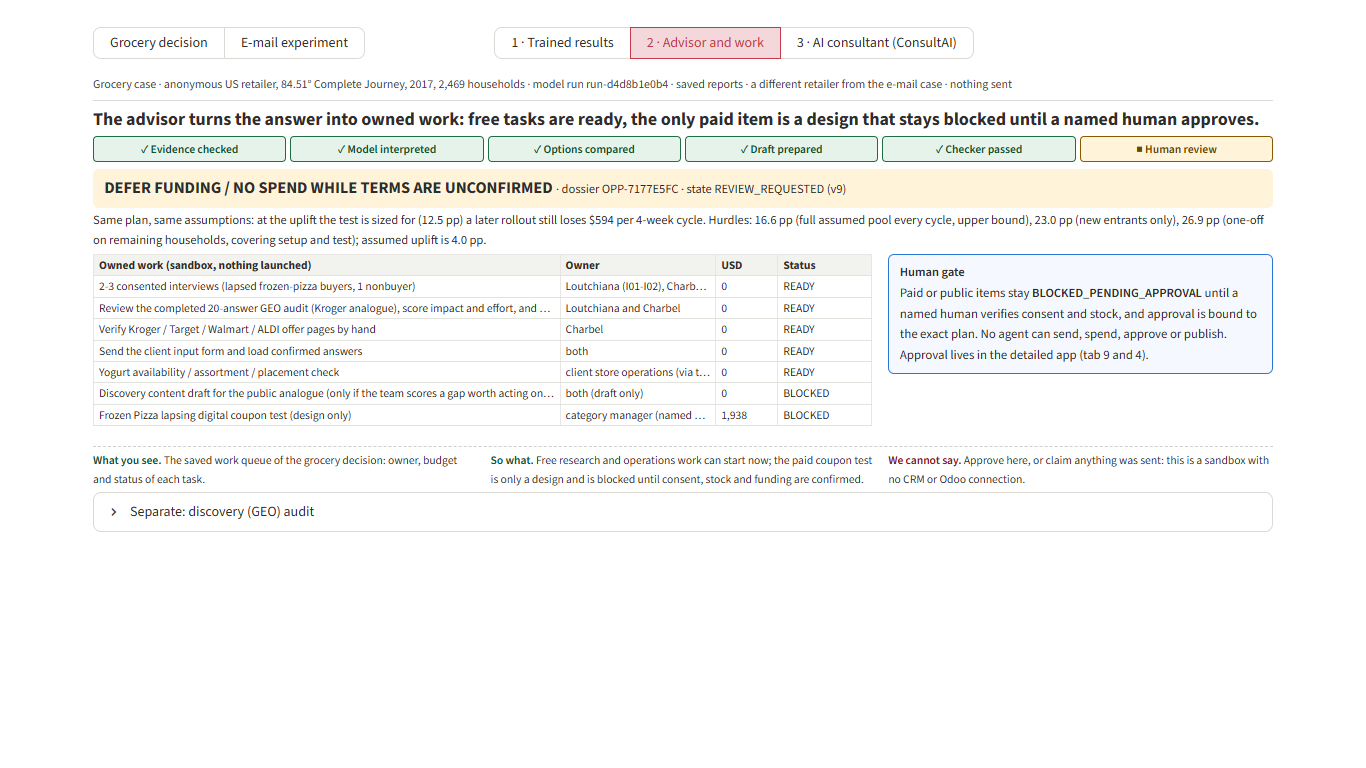 Grocery decision
E-mail experiment
1 · Trained results
2 · Advisor and work
3 · AI consultant (ConsultAI)
Grocery case · anonymous US retailer, 84.51° Complete Journey, 2017, 2,469 households · model run run-d4d8b1e0b4 · saved reports · a different retailer from the e-mail case · nothing sent
The advisor turns the answer into owned work: free tasks are ready, the only paid item is a design that stays blocked until a named human approves.
✓ Evidence checked
✓ Model interpreted
✓ Options compared
✓ Draft prepared
✓ Checker passed
■ Human review
DEFER FUNDING / NO SPEND WHILE TERMS ARE UNCONFIRMED · dossier OPP-7177E5FC · state REVIEW_REQUESTED (v9)
Same plan, same assumptions: at the uplift the test is sized for (12.5 pp) a later rollout still loses $594 per 4-week cycle. Hurdles: 16.6 pp (full assumed pool every cycle, upper bound), 23.0 pp (new entrants only), 26.9 pp (one-off
on remaining households, covering setup and test); assumed uplift is 4.0 pp.
Owned work (sandbox, nothing launched) Owner USD Status
2-3 consented interviews (lapsed frozen-pizza buyers, 1 nonbuyer) Loutchiana (I01-I02), Charb… 0 READY
Review the completed 20-answer GEO audit (Kroger analogue), score impact and effort, and … Loutchiana and Charbel 0 READY
Verify Kroger / Target / Walmart / ALDI offer pages by hand Charbel 0 READY
Send the client input form and load confirmed answers both 0 READY
Yogurt availability / assortment / placement check client store operations (via t… 0 READY
Discovery content draft for the public analogue (only if the team scores a gap worth acting on… both (draft only) 0 BLOCKED
Frozen Pizza lapsing digital coupon test (design only) category manager (named … 1,938 BLOCKED
Human gate
Paid or public items stay BLOCKED_PENDING_APPROVAL until a
named human verifies consent and stock, and approval is bound to
the exact plan. No agent can send, spend, approve or publish.
Approval lives in the detailed app (tab 9 and 4).
What you see. The saved work queue of the grocery decision: owner, budget
and status of each task.
So what. Free research and operations work can start now; the paid coupon test
is only a design and is blocked until consent, stock and funding are confirmed.
We cannot say. Approve here, or claim anything was sent: this is a sandbox with
no CRM or Odoo connection.
Separate: discovery (GEO) audit